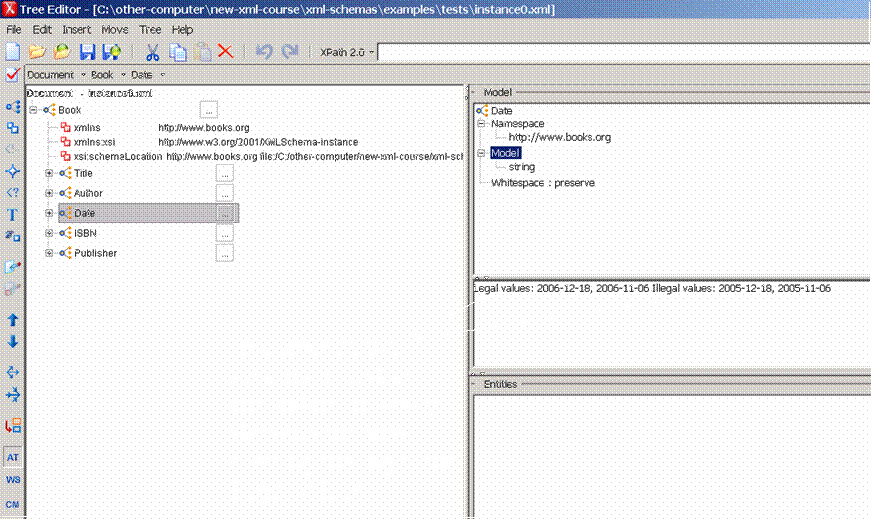 Tree Editor - [C:\other-computer\new-xml-course\xml-schemas\examples\tests\instance0.xml]
File Edit Insert Move Tree Help
XPath 2.0
Document Book Date
Document - instance0.xml
Book ...
xmlns http://www.books.org
xmlns:xsi http://www.w3.org/2001/XMLSchema-instance
xsi:schemaLocation http://www.books.org file:/C:/other-computer/new-xml-course/xml-sch
Title ...
Author ...
Date ...
ISBN ...
Publisher ...
<?
T
AT
WS
CM
Model
Date
Namespace
http://www.books.org
Model
string
Whitespace : preserve
Legal values: 2006-12-18, 2006-11-06 Illegal values: 2005-12-18, 2005-11-06
Entities